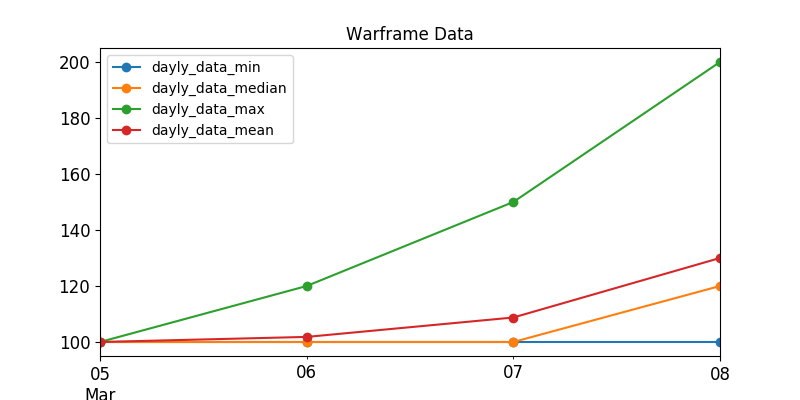 Warframe Data
dayly_data_min
dayly_data_median
dayly_data_max
dayly_data_mean
200
180
160
140
120
100
05 06 07 08
Mar